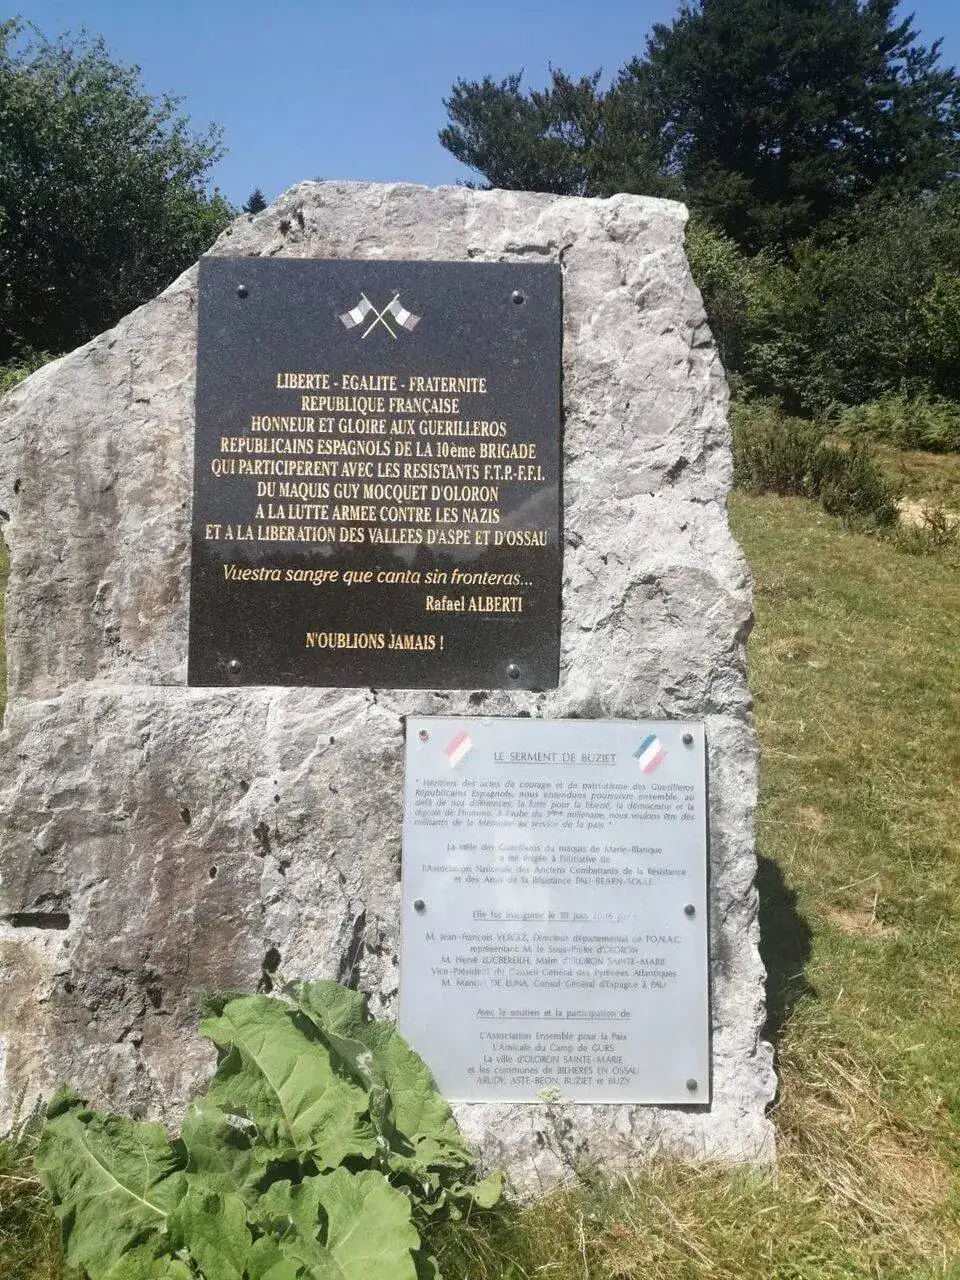 LIBERTE - EGALITE - FRATERNITE
REPUBLIQUE FRANÇAISE
HONNEUR ET GLOIRE AUX GUERILLEROS
REPUBLICAINS ESPAGNOLS DE LA 10ème BRIGADE
QUI PARTICIPERENT AVEC LES RESISTANTS F.T.P.-F.F.I.
DU MAQUIS GUY MOCQUET D'OLORON
A LA LUTTE ARMEE CONTRE LES NAZIS
ET A LA LIBERATION DES VALLEES D'ASPE ET D'OSSAU
Vuestra sangre que canta sin fronteras...
Rafael ALBERTI
N'OUBLIONS JAMAIS !
LE SERMENT DE BUZIET
" Héritiers des actes de courage et de patriotisme des Guerilleros
Républicains Espagnols, nous entendons poursuivre ensemble, au
delà de nos différences, la lutte pour la liberté, la démocratie et la
dignité de l'homme. A l'aube du 3ème millénaire, nous voulons être des
militants de la Mémoire au service de la paix "
La stèle des Guerilleros du maquis de Marie-Blanque
a été érigée à l'initiative de
l'Association Nationale des Anciens Combattants de la Résistance
et des Amis de la Résistance PAU-BEARN-SOULE
Elle fut inaugurée le 10 juin 2006 par :
M. Jean-François VERGEZ, Directeur départemental de l'O.N.A.C.
représentant M. le Sous-Préfet d'OLORON
M. Hervé LUCBEREILH, Maire d'OLORON SAINTE-MARIE
Vice-Président du Conseil Général des Pyrénées Atlantiques
M. Manuel DE LUNA, Consul Général d'Espagne à PAU
Avec le soutien et la participation de
L'Association Ensemble pour la Paix
L'Amicale du Camp de GURS
La ville d'OLORON SAINTE-MARIE
et les communes de BILHERES EN OSSAU
ARUDY, ASTE-BEON, BUZIET et BUZY